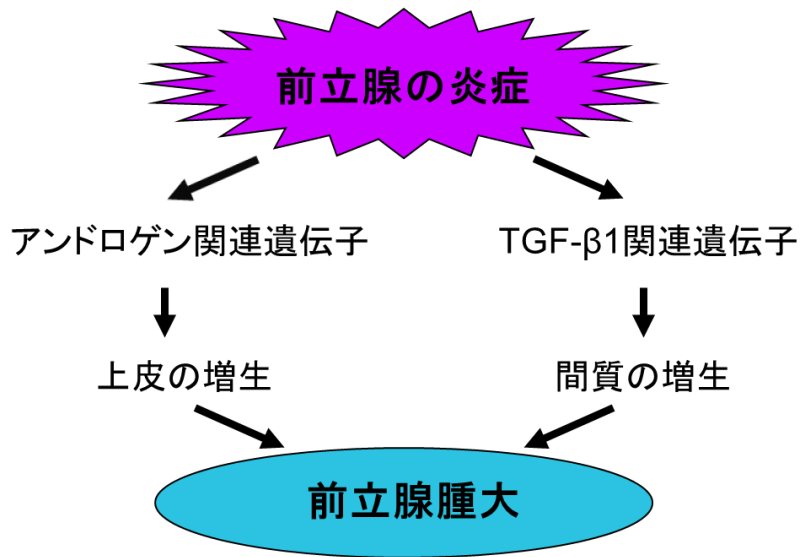 前立腺の炎症
アンドロゲン関連遺伝子
TGF-β1関連遺伝子
上皮の増生
間質の増生
前立腺腫大